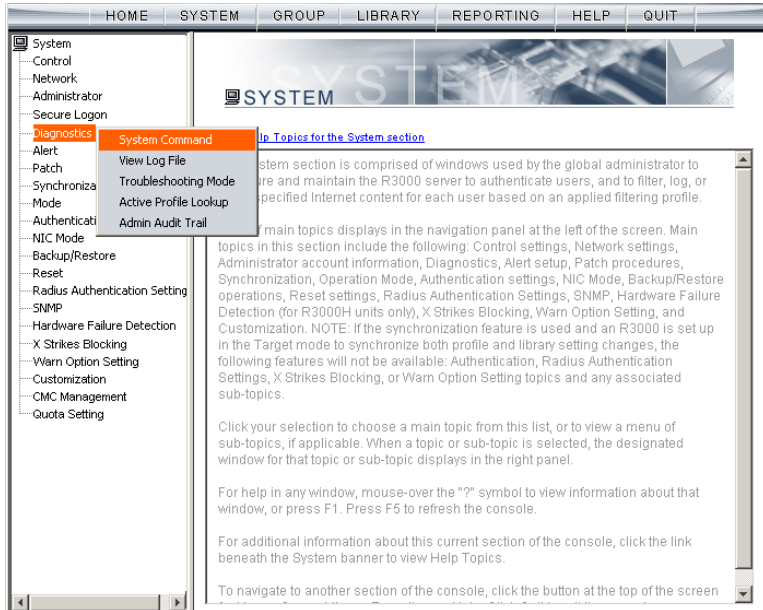 HOME SYSTEM GROUP LIBRARY REPORTING HELP QUIT
System
Control
Network
Administrator
Secure Logon
Diagnostics
Alert
Patch
Synchroniza
Mode
Authenticati
NIC Mode
Backup/Restore
Reset
Radius Authentication Setting
SNMP
Hardware Failure Detection
X Strikes Blocking
Warn Option Setting
Customization
CMC Management
Quota Setting
System Command
View Log File
Troubleshooting Mode
Active Profile Lookup
Admin Audit Trail
SYSTEM
SYSTEM
lp Topics for the System section
stem section is comprised of windows used by the global administrator to
ure and maintain the R3000 server to authenticate users, and to filter, log, or
specified Internet content for each user based on an applied filtering profile.
f main topics displays in the navigation panel at the left of the screen. Main
topics in this section include the following: Control settings, Network settings,
Administrator account information, Diagnostics, Alert setup, Patch procedures,
Synchronization, Operation Mode, Authentication settings, NIC Mode, Backup/Restore
operations, Reset settings, Radius Authentication Settings, SNMP, Hardware Failure
Detection (for R3000H units only), X Strikes Blocking, Warn Option Setting, and
Customization. NOTE: If the synchronization feature is used and an R3000 is set up
in the Target mode to synchronize both profile and library setting changes, the
following features will not be available: Authentication, Radius Authentication
Settings, X Strikes Blocking, or Warn Option Setting topics and any associated
sub-topics.
Click your selection to choose a main topic from this list, or to view a menu of
sub-topics, if applicable. When a topic or sub-topic is selected, the designated
window for that topic or sub-topic displays in the right panel.
For help in any window, mouse-over the "?" symbol to view information about that
window, or press F1. Press F5 to refresh the console.
For additional information about this current section of the console, click the link
beneath the System banner to view Help Topics.
To navigate to another section of the console, click the button at the top of the screen